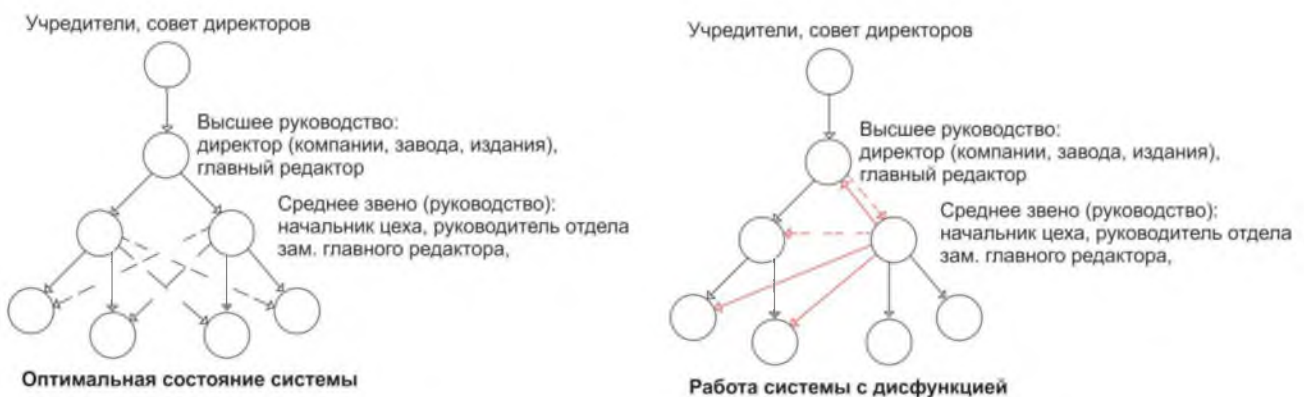 Учредители, совет директоров
Высшее руководство:
директор (компании, завода, издания),
главный редактор
Среднее звено (руководство):
начальник цеха, руководитель отдела
зам. главного редактора,
Оптимальная состояние системы
Учредители, совет директоров
Высшее руководство:
директор (компании, завода, издания),
главный редактор
Среднее звено (руководство):
начальник цеха, руководитель отдела
зам. главного редактора,
Работа системы с дисфункцией